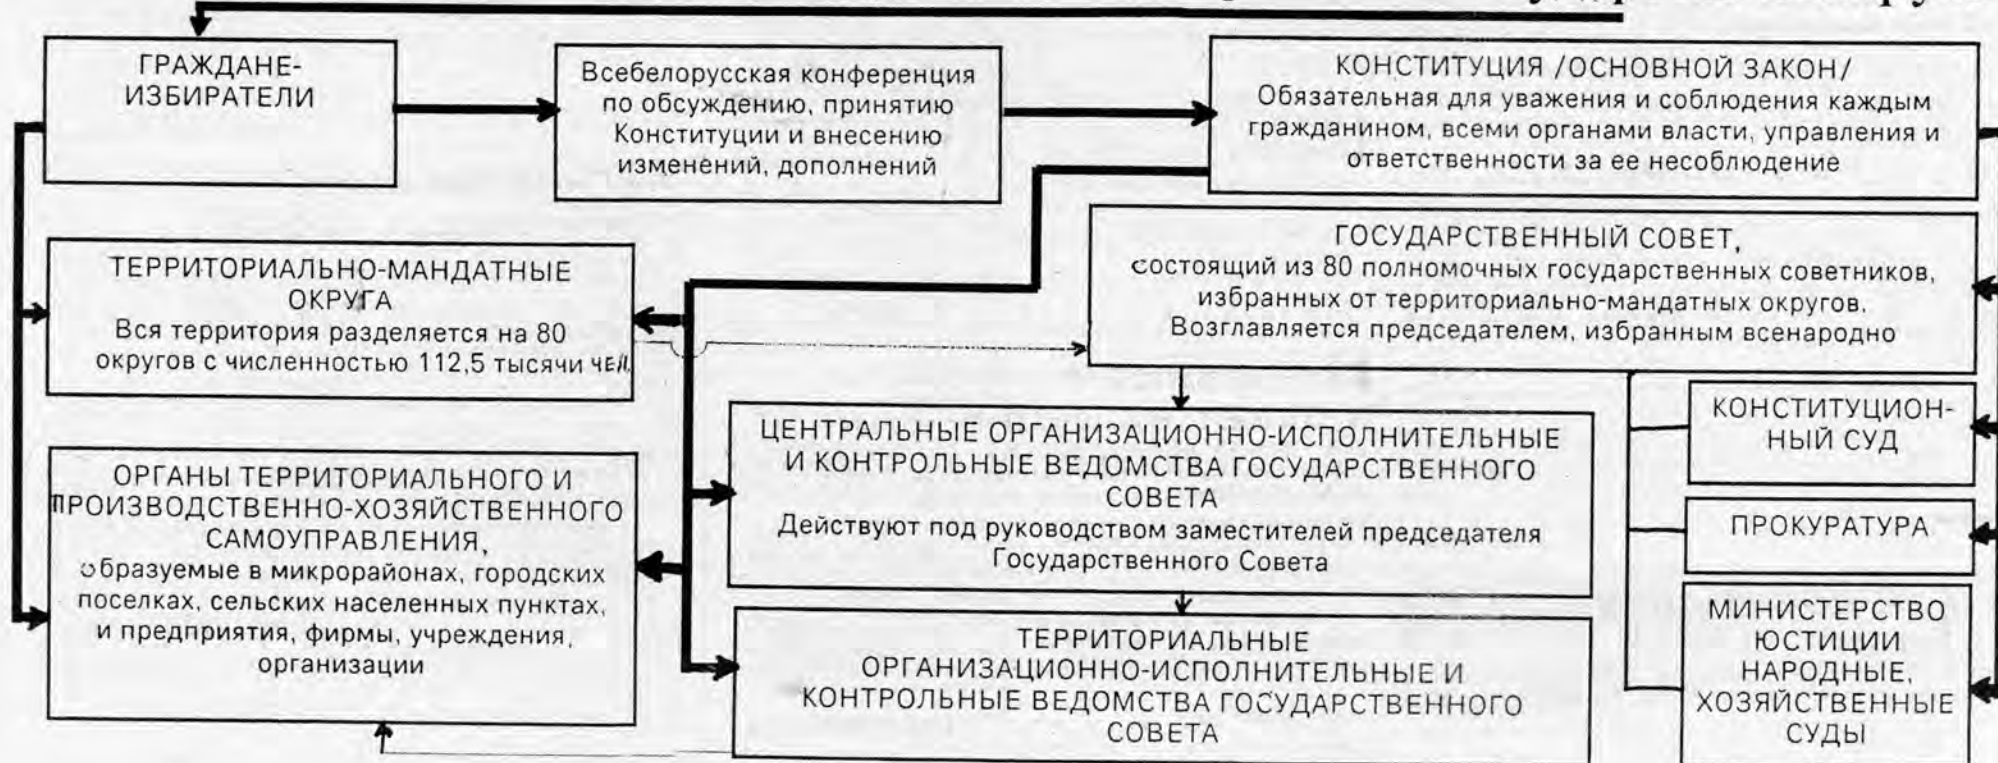 ГРАЖДАНЕ-
ИЗБИРАТЕЛИ
Всебелорусская конференция
по обсуждению, принятию
Конституции и внесению
изменений, дополнений
КОНСТИТУЦИЯ /ОСНОВНОЙ ЗАКОН/
Обязательная для уважения и соблюдения каждым
гражданином, всеми органами власти, управления и
ответственности за ее несоблюдение
ТЕРРИТОРИАЛЬНО-МАНДАТНЫЕ
ОКРУГА
Вся территория разделяется на 80
округов с численностью 112,5 тысячи чел.
ГОСУДАРСТВЕННЫЙ СОВЕТ,
состоящий из 80 полномочных государственных советников,
избранных от территориально-мандатных округов.
Возглавляется председателем, избранным всенародно
ОРГАНЫ ТЕРРИТОРИАЛЬНОГО И
ПРОИЗВОДСТВЕННО-ХОЗЯЙСТВЕННОГО
САМОУПРАВЛЕНИЯ,
образуемые в микрорайонах, городских
поселках, сельских населенных пунктах,
и предприятия, фирмы, учреждения,
организации
ЦЕНТРАЛЬНЫЕ ОРГАНИЗАЦИОННО-ИСПОЛНИТЕЛЬНЫЕ
И КОНТРОЛЬНЫЕ ВЕДОМСТВА ГОСУДАРСТВЕННОГО
СОВЕТА
Действуют под руководством заместителей председателя
Государственного Совета
ТЕРРИТОРИАЛЬНЫЕ
ОРГАНИЗАЦИОННО-ИСПОЛНИТЕЛЬНЫЕ И
КОНТРОЛЬНЫЕ ВЕДОМСТВА ГОСУДАРСТВЕННОГО
СОВЕТА
КОНСТИТУЦИОН-
НЫЙ СУД
ПРОКУРАТУРА
МИНИСТЕРСТВО
ЮСТИЦИИ
НАРОДНЫЕ,
ХОЗЯЙСТВЕННЫЕ
СУДЫ